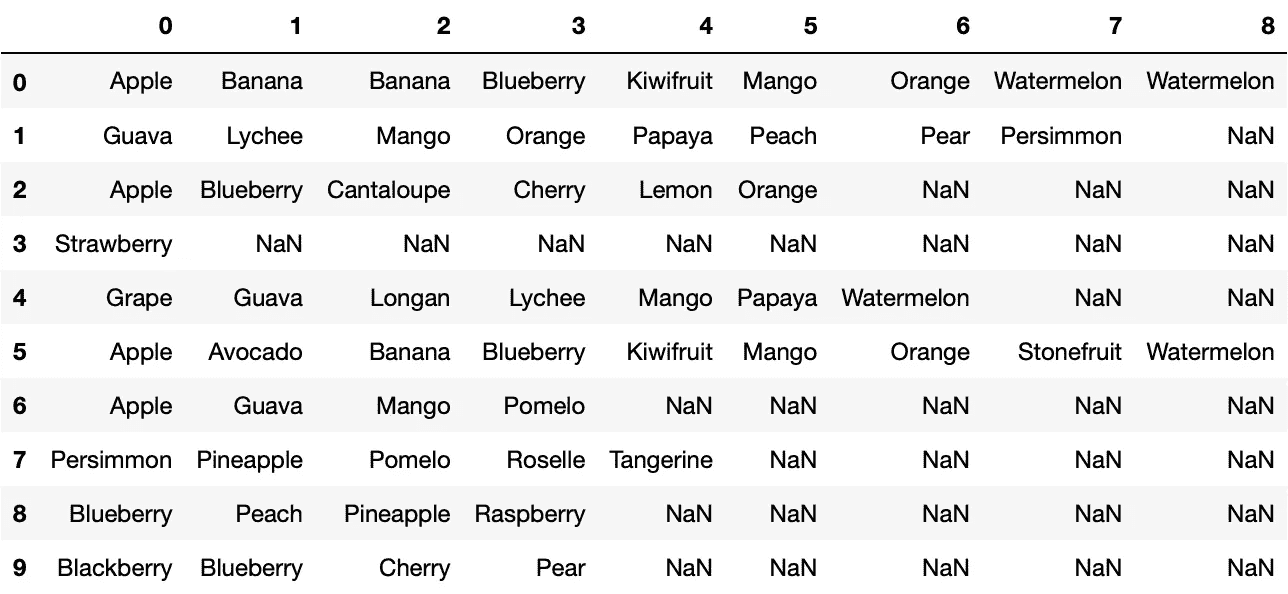 0 1 2 3 4 5 6 7 8
0 Apple Banana Banana Blueberry Kiwifruit Mango Orange Watermelon Watermelon
1 Guava Lychee Mango Orange Papaya Peach Pear Persimmon NaN
2 Apple Blueberry Cantaloupe Cherry Lemon Orange NaN NaN NaN
3 Strawberry NaN NaN NaN NaN NaN NaN NaN NaN
4 Grape Guava Longan Lychee Mango Papaya Watermelon NaN NaN
5 Apple Avocado Banana Blueberry Kiwifruit Mango Orange Stonefruit Watermelon
6 Apple Guava Mango Pomelo NaN NaN NaN NaN NaN
7 Persimmon Pineapple Pomelo Roselle Tangerine NaN NaN NaN NaN
8 Blueberry Peach Pineapple Raspberry NaN NaN NaN NaN NaN
9 Blackberry Blueberry Cherry Pear NaN NaN NaN NaN NaN